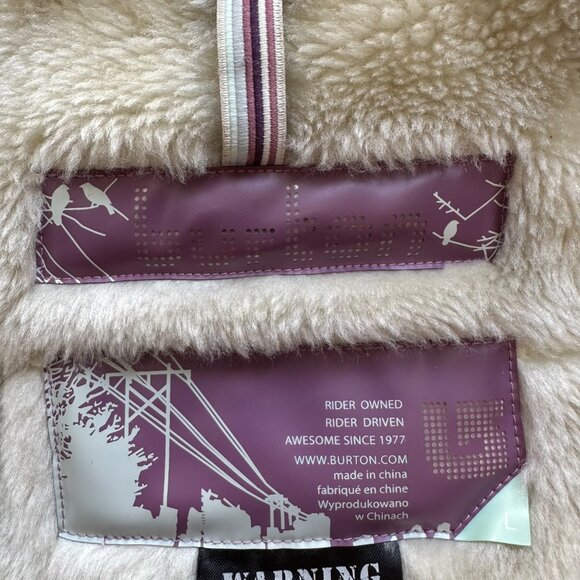 burton
RIDER OWNED
RIDER DRIVEN
AWESOME SINCE 1977
WWW.BURTON.COM
made in china
fabriqué en chine
Wyprodukowano
w Chinach
L
WARNING